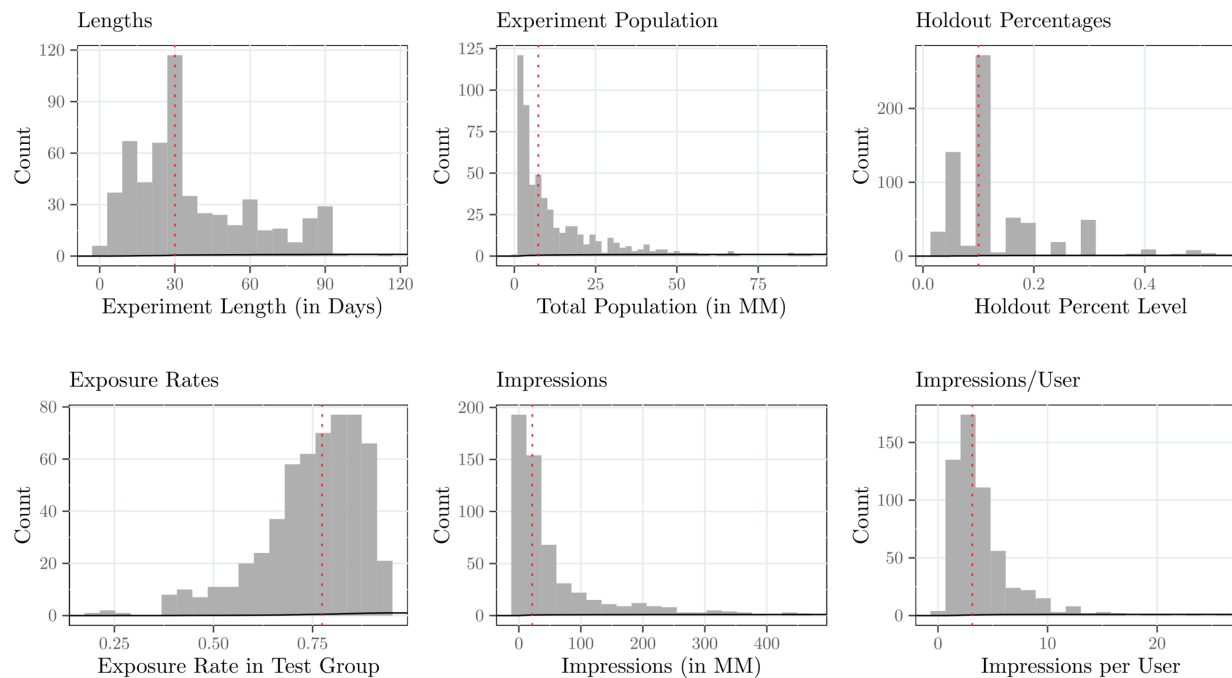 Lengths
120
90
60
30
0
Count
0 30 60 90 120
Experiment Length (in Days)
Experiment Population
125
100
75
50
25
0
Count
0 25 50 75
Total Population (in MM)
Holdout Percentages
200
100
0
Count
0.0 0.2 0.4
Holdout Percent Level
Exposure Rates
80
60
40
20
0
Count
0.25 0.50 0.75
Exposure Rate in Test Group
Impressions
200
150
100
50
0
Count
0 100 200 300 400
Impressions (in MM)
Impressions/User
150
100
50
0
Count
0 10 20
Impressions per User